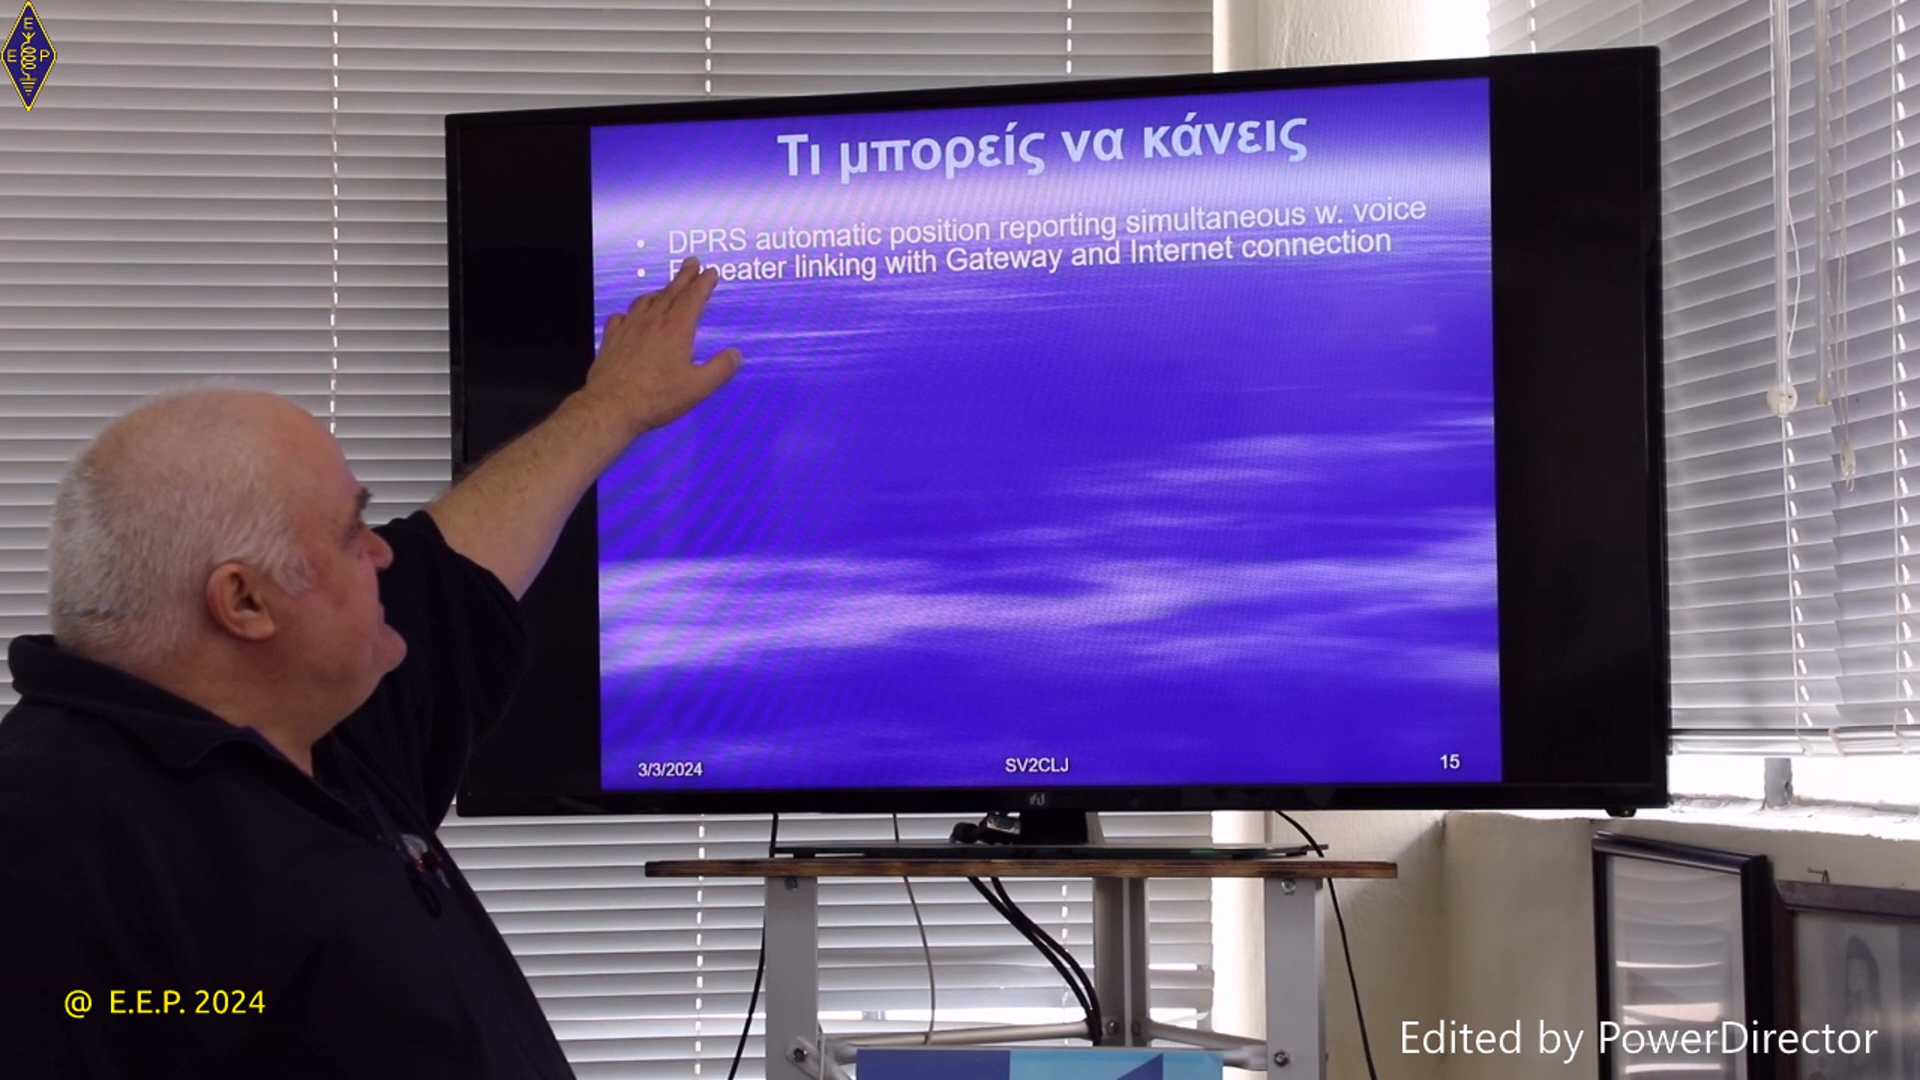 E
E P
Τι μπορείς να κάνεις
• DPRS automatic position reporting simultaneous w. voice
• Repeater linking with Gateway and Internet connection
3/3/2024 SV2CLJ 15
@ E.E.P. 2024
Edited by PowerDirector